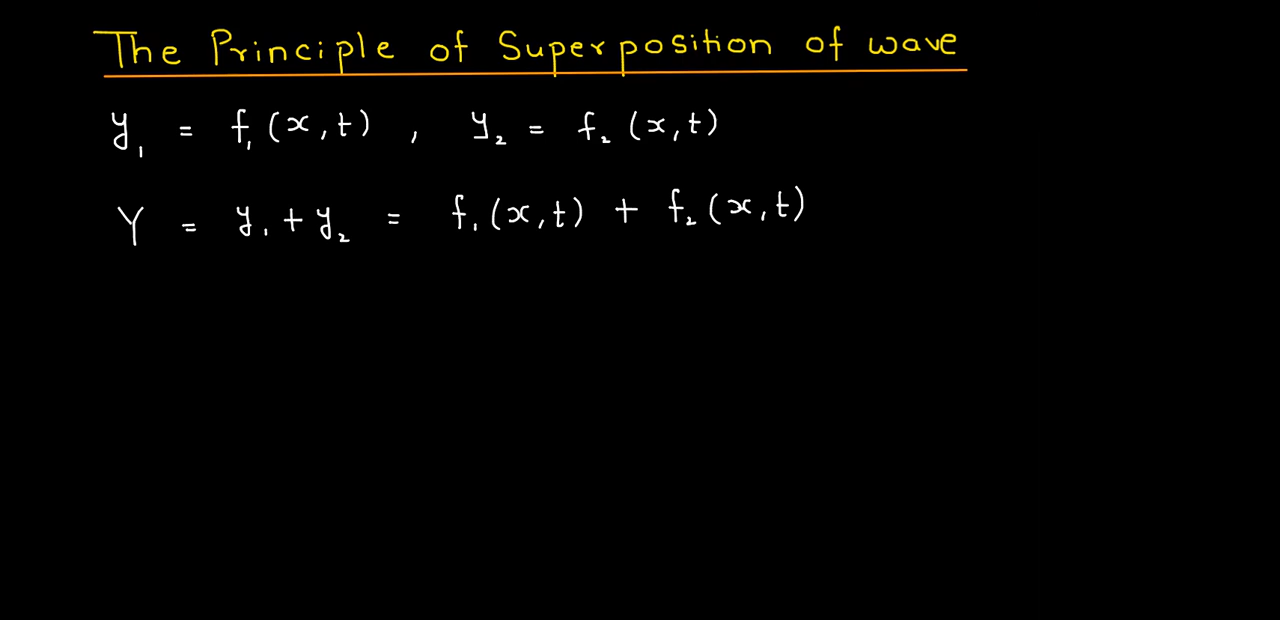 The Principle of Superposition of wave
y₁ = f₁(x,t) , y₂ = f₂(x,t)
Y = y₁ + y₂ = f₁(x,t) + f₂(x,t)